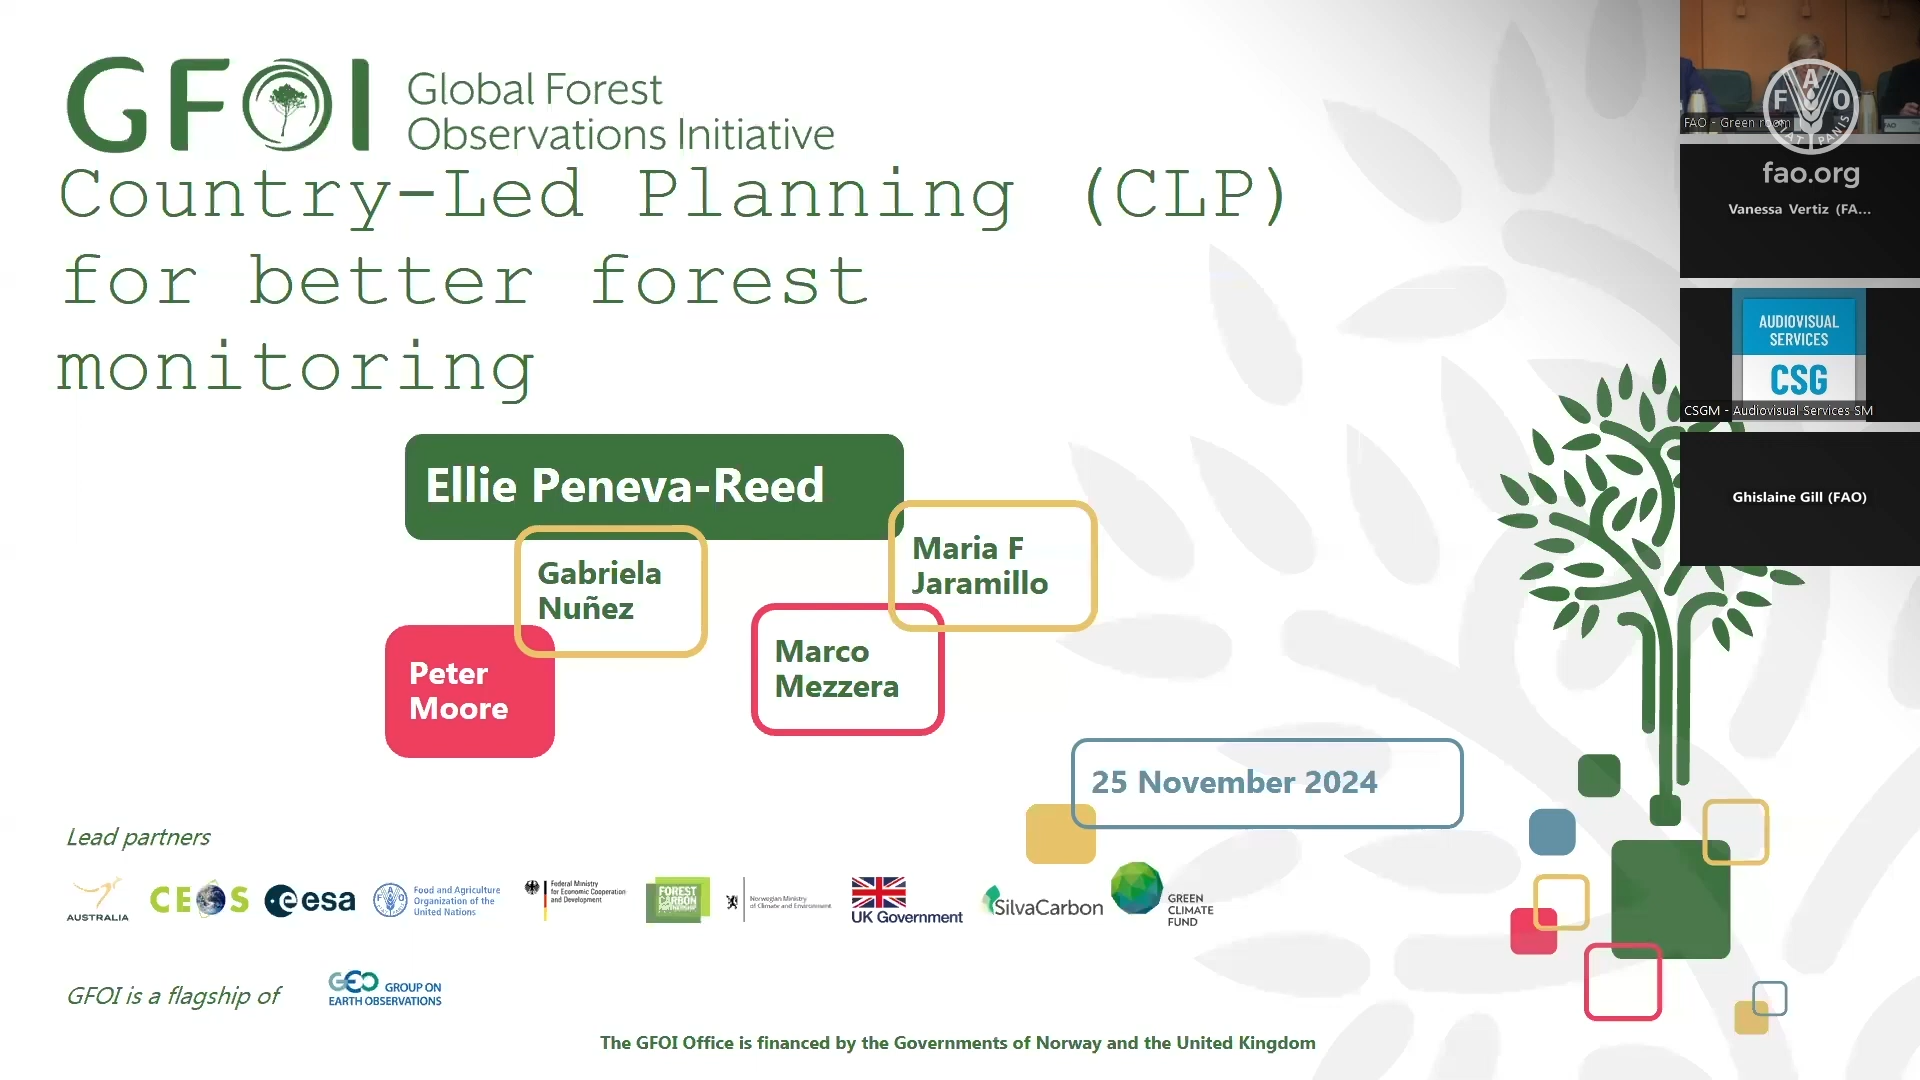 GFOI
Global Forest
Observations Initiative
Country-Led Planning (CLP)
for better forest
monitoring
Ellie Peneva-Reed
Gabriela
Nuñez
Maria F
Jaramillo
Peter
Moore
Marco
Mezzera
25 November 2024
Lead partners
AUSTRALIA
CEOS
esa
Food and Agriculture
Organization of the
United Nations
Federal Ministry
for Economic Cooperation
and Development
FOREST
CARBON
PARTNERSHIP
Norwegian Ministry
of Climate and Environment
UK Government
SilvaCarbon
GREEN
CLIMATE
FUND
GFOI is a flagship of
GEO GROUP ON
EARTH OBSERVATIONS
The GFOI Office is financed by the Governments of Norway and the United Kingdom
FAO - Green room
FAO
FIAT PANIS
fao.org
Vanessa Vertiz (FA...
AUDIOVISUAL
SERVICES
CSG
CSGM - Audiovisual Services SM
Ghislaine Gill (FAO)